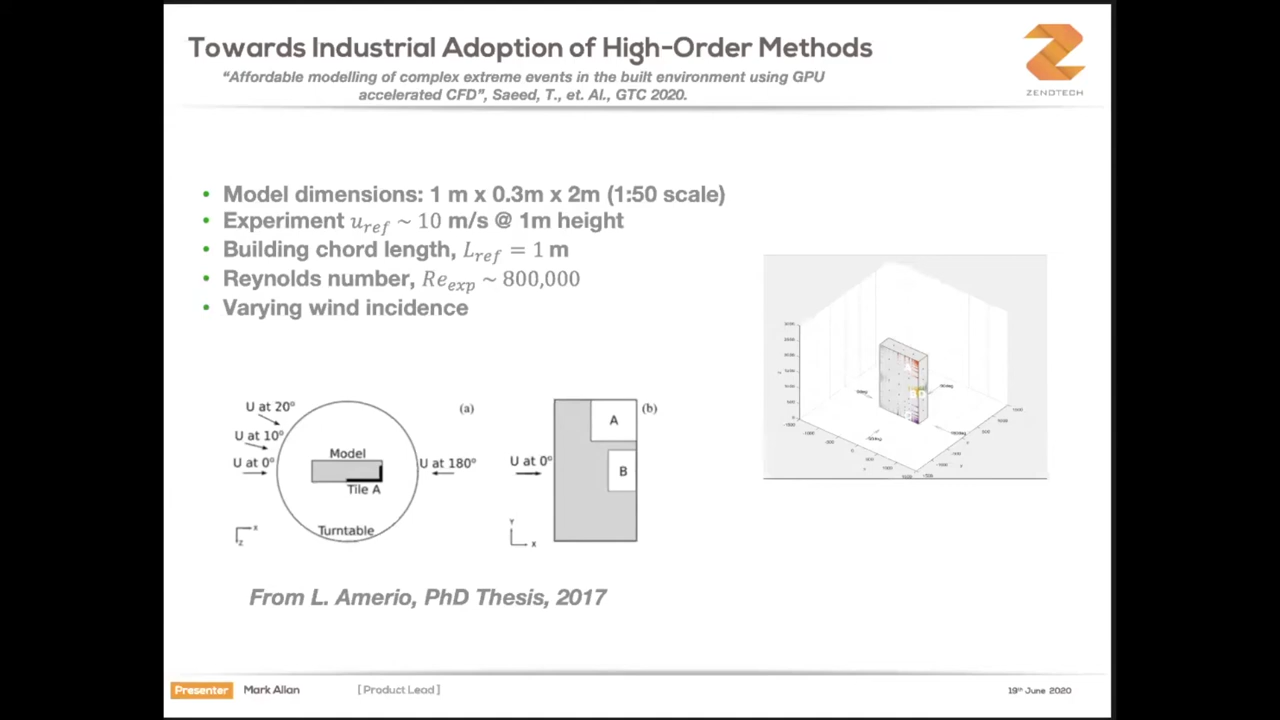 Towards Industrial Adoption of High-Order Methods
“Affordable modelling of complex extreme events in the built environment using GPU
accelerated CFD”, Saeed, T., et. Al., GTC 2020.
ZENOTECH
• Model dimensions: 1 m x 0.3m x 2m (1:50 scale)
• Experiment u_ref ~ 10 m/s @ 1m height
• Building chord length, L_ref = 1 m
• Reynolds number, Re_exp ~ 800,000
• Varying wind incidence
U at 20°
U at 10°
U at 0°
Model
Tile A
Turntable
U at 180°
x
z
(a)
U at 0°
A
B
Y
x
(b)
From L. Amerio, PhD Thesis, 2017
Presenter Mark Allan [ Product Lead ] 19th June 2020